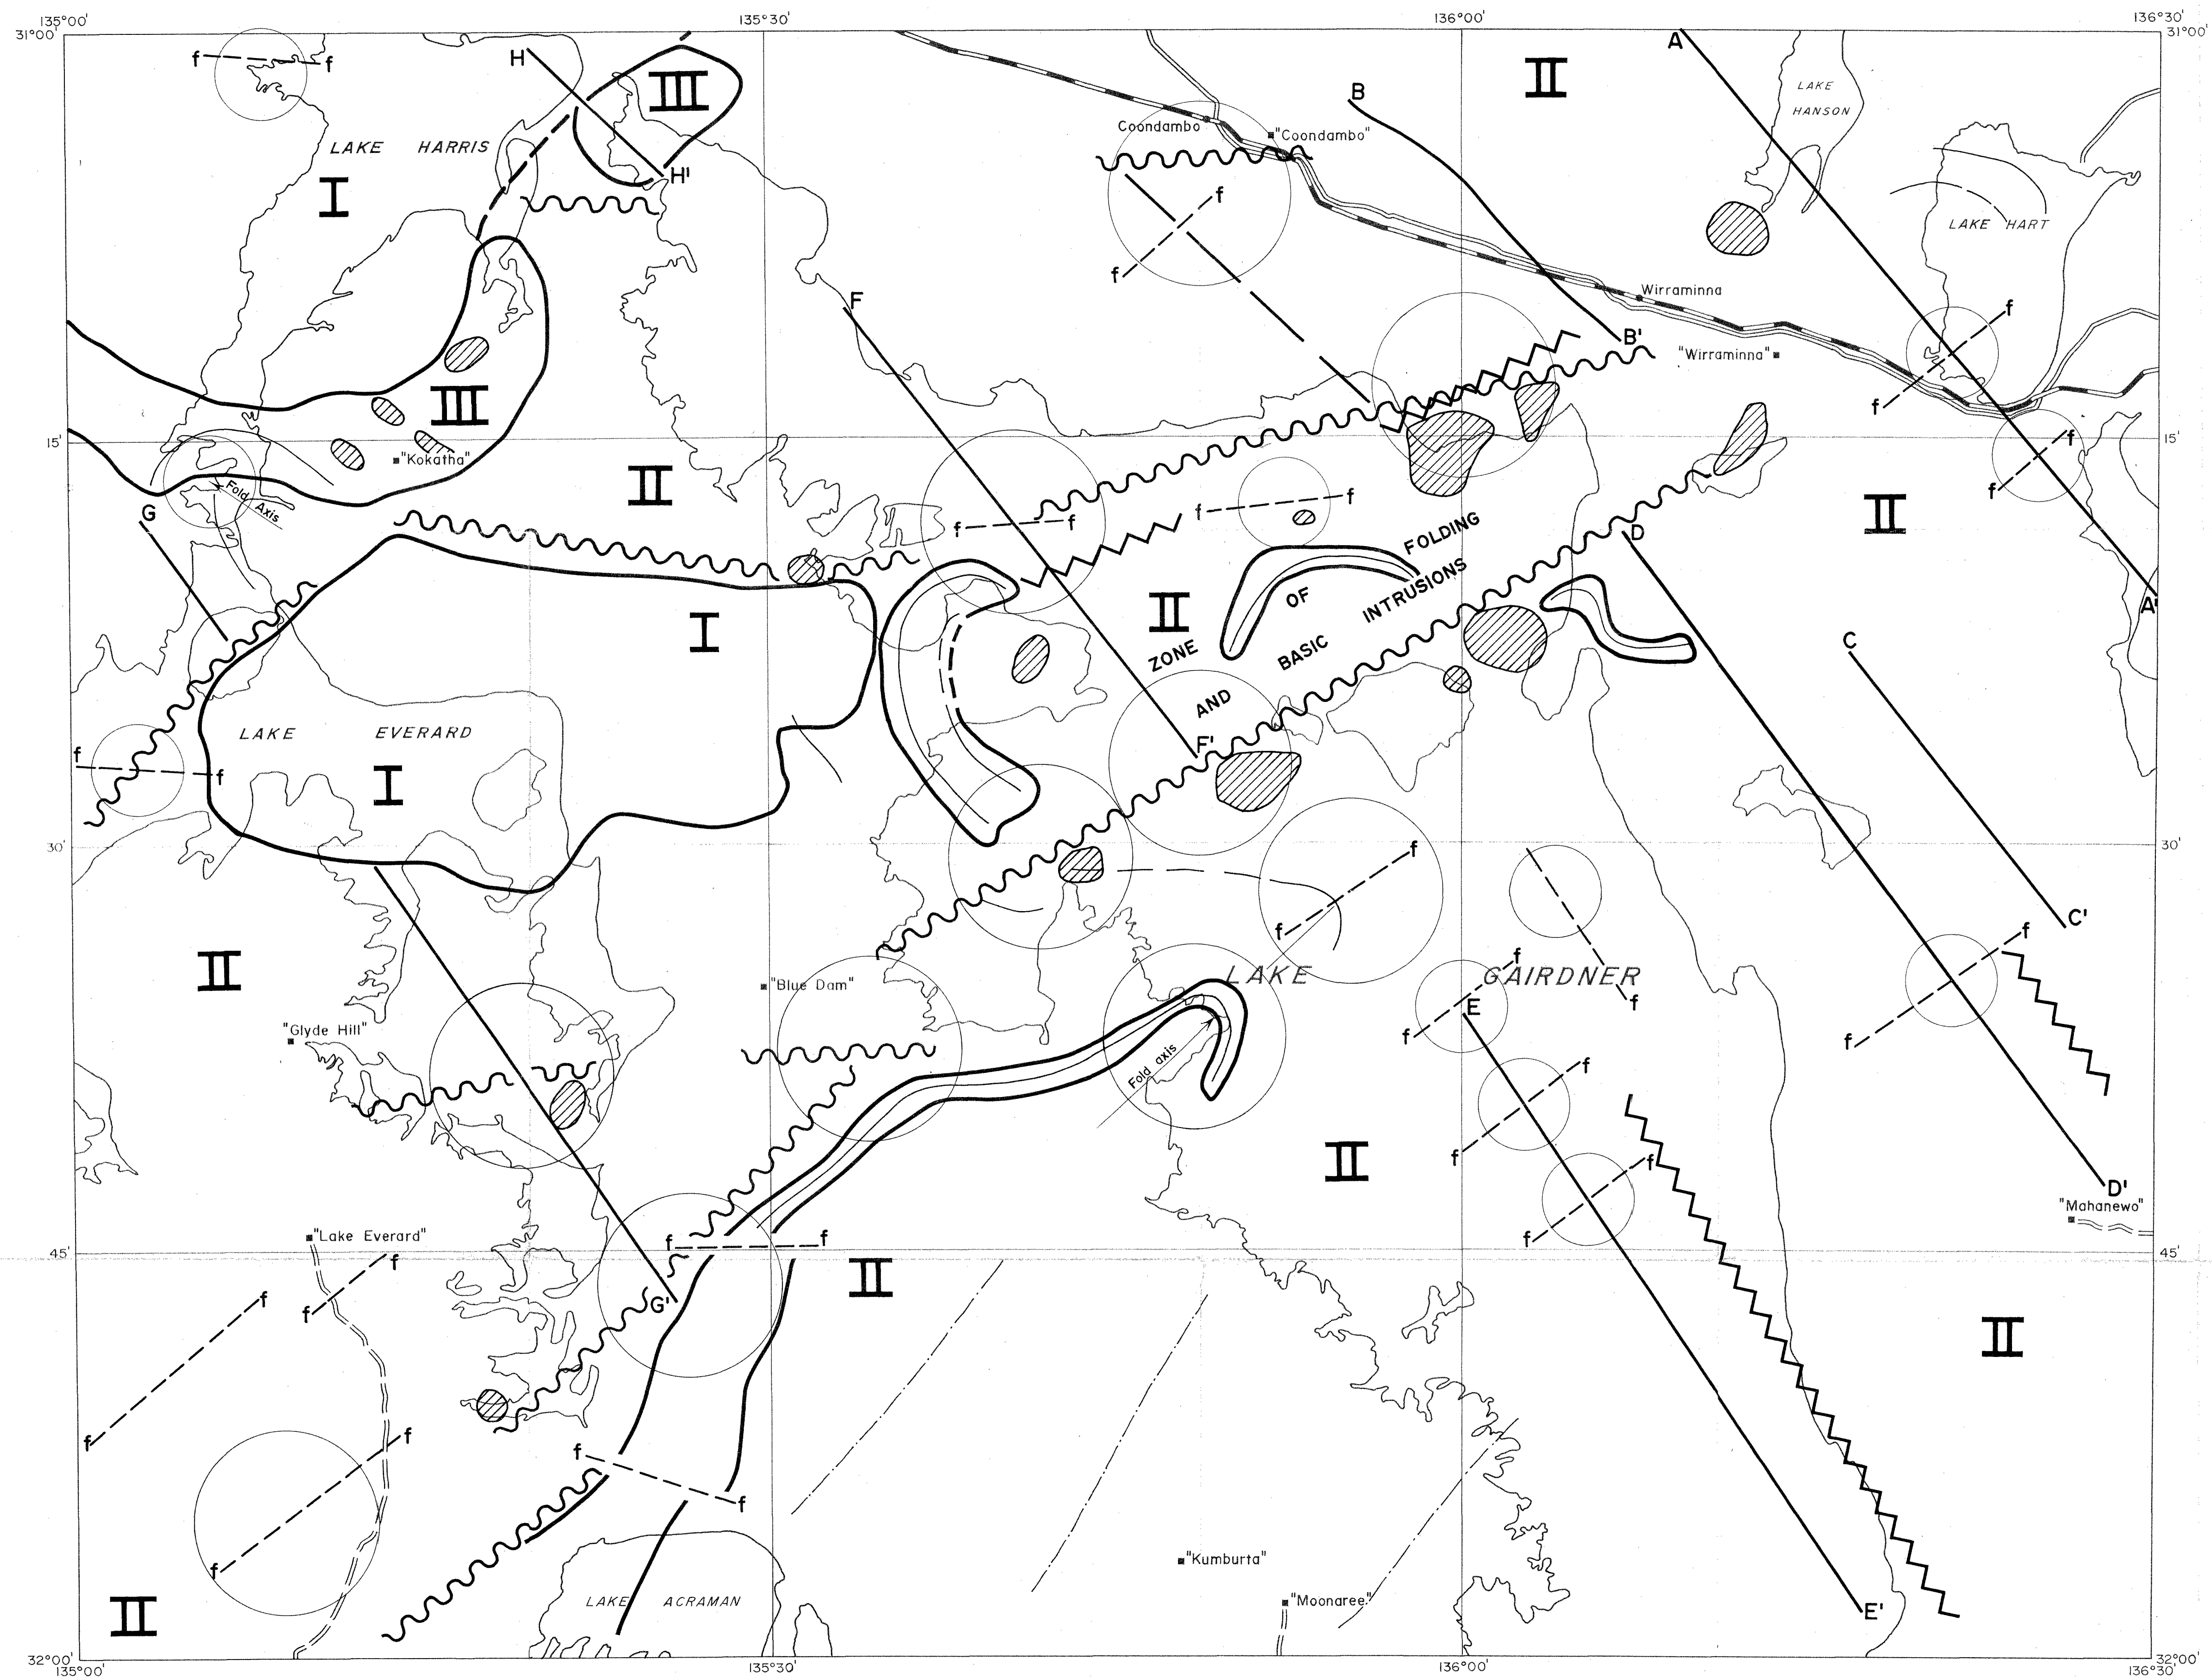 135°00'
135°30'
136°00'
136°30'
31°00'
31°00'
f
f
H
III
A
II
LAKE
HANSON
B
Coondambo
"Coondambo"
LAKE HARRIS
H'
I
f
f
LAKE HART
F
Wirraminna
f
B'
"Wirraminna"
f
III
15'
15'
f
"Kokatha"
II
Fold Axis
G
f
f
f
f
f
II
FOLDING
D
OF
INTRUSIONS
II
A'
I
ZONE
BASIC
C
AND
LAKE EVERARD
F'
f
f
I
30'
30'
f
f
C'
f
II
LAKE GAIRDNER
f
f
"Blue Dam"
E
"Glyde Hill"
f
f
Fold axis
f
f
II
f
D'
"Mahanewo"
"Lake Everard"
f
f
f
45'
45'
f
II
f
f
G'
II
f
f
f
f
f
f
"Kumburta"
II
LAKE ACRAMAN
"Moonaree"
E'
32°00'
32°00'
135°00'
135°30'
136°00'
136°30'